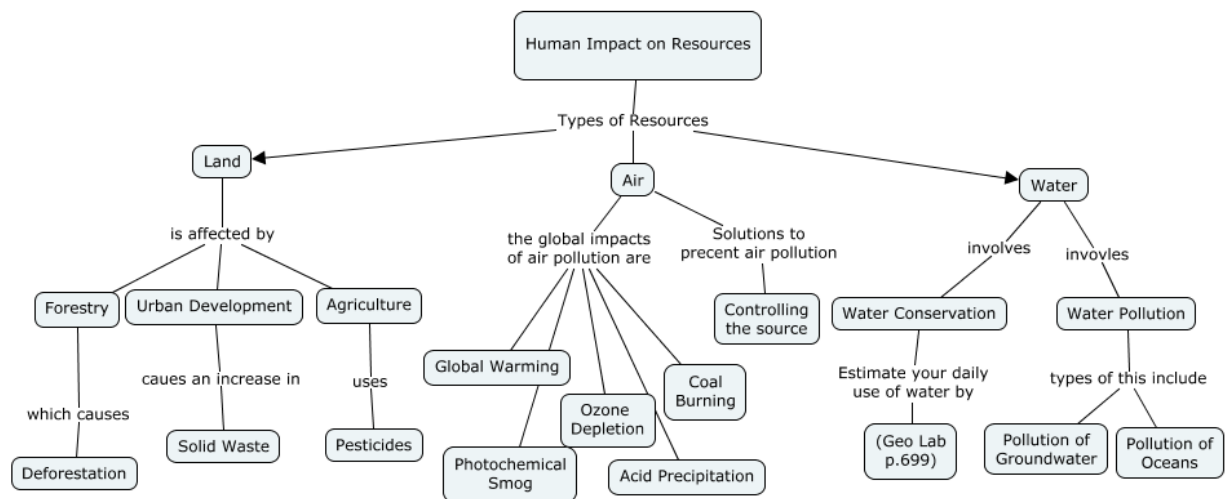 Human Impact on Resources
Types of Resources
Land
Air
Water
is affected by
the global impacts
of air pollution are
Solutions to
precent air pollution
involves
invovles
Forestry
Urban Development
Agriculture
Controlling
the source
Water Conservation
Water Pollution
Global Warming
Coal
Burning
caues an increase in
uses
Estimate your daily
use of water by
types of this include
which causes
Ozone
Depletion
Solid Waste
Pesticides
(Geo Lab
p.699)
Pollution of
Groundwater
Pollution of
Oceans
Deforestation
Photochemical
Smog
Acid Precipitation